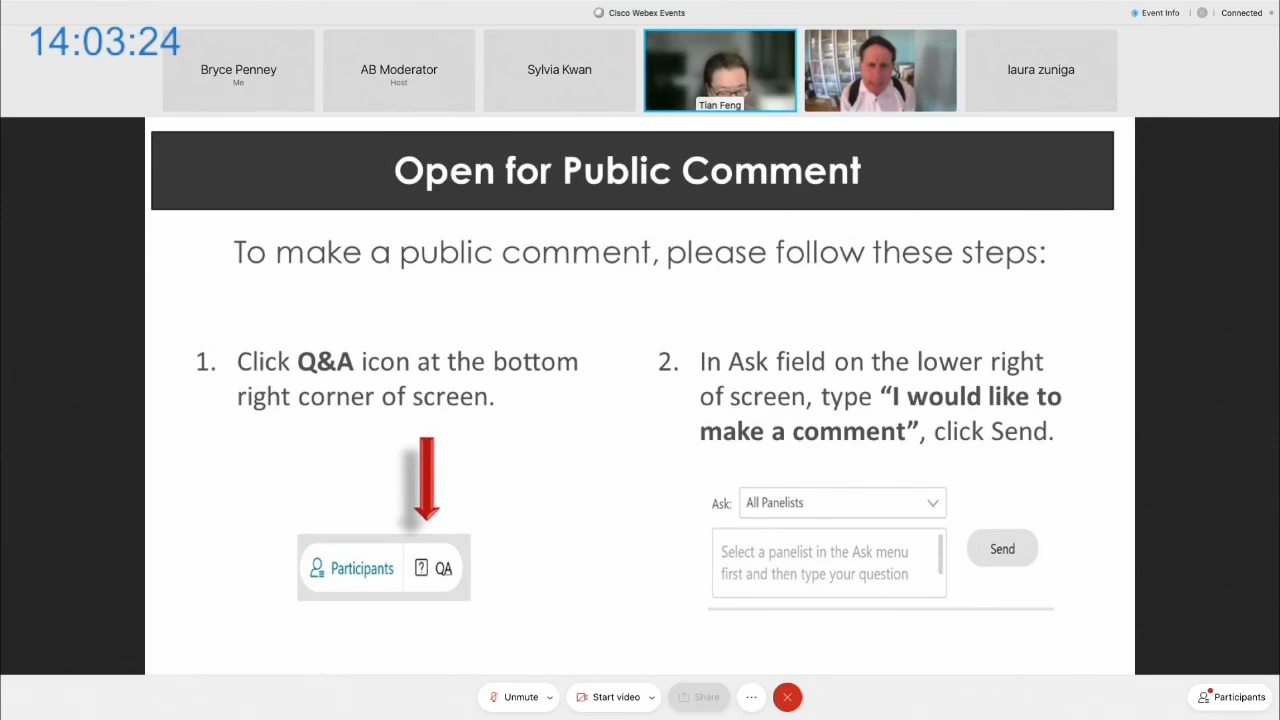 Cisco Webex Events
Event Info
Connected
14:03:24
Bryce Penney
Me
AB Moderator
Host
Sylvia Kwan
Tian Feng
laura zuniga
Open for Public Comment
To make a public comment, please follow these steps:
1. Click Q&A icon at the bottom
right corner of screen.
Participants
QA
2. In Ask field on the lower right
of screen, type “I would like to
make a comment”, click Send.
Ask: All Panelists
Select a panelist in the Ask menu
first and then type your question
Send
Unmute
Start video
Share
Participants